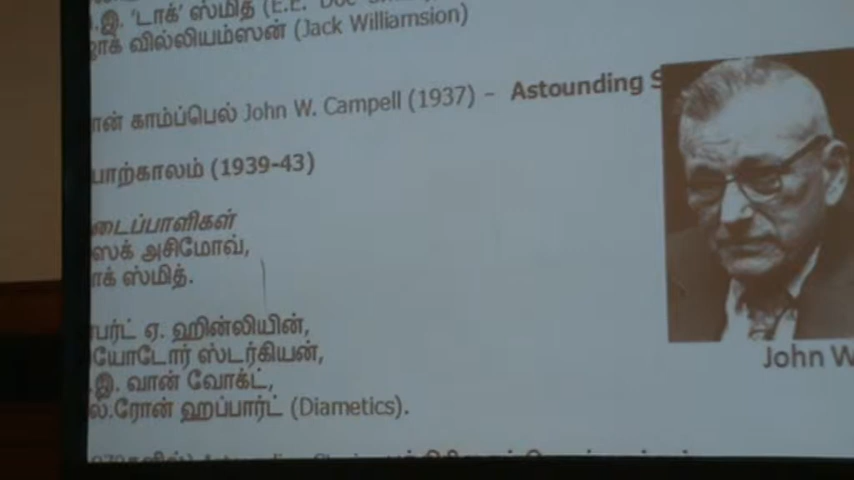 .இ. 'டாக்' ஸ்மித் (E.E.
ஜாக் வில்லியம்ஸன் (Jack Williamsion)
ான் காம்ப்பெல் John W. Campell (1937) – Astounding S
பாற்காலம் (1939-43)
டைப்பாளிகள்
ஸக் அசிமோவ்,
ாக் ஸ்மித்.
பர்ட் ஏ. ஹின்லியின்,
யோடோர் ஸ்டர்கியன்,
.இ. வான் வோக்ட்,
ல்.ரோன் ஹப்பார்ட் (Diametics).
John W